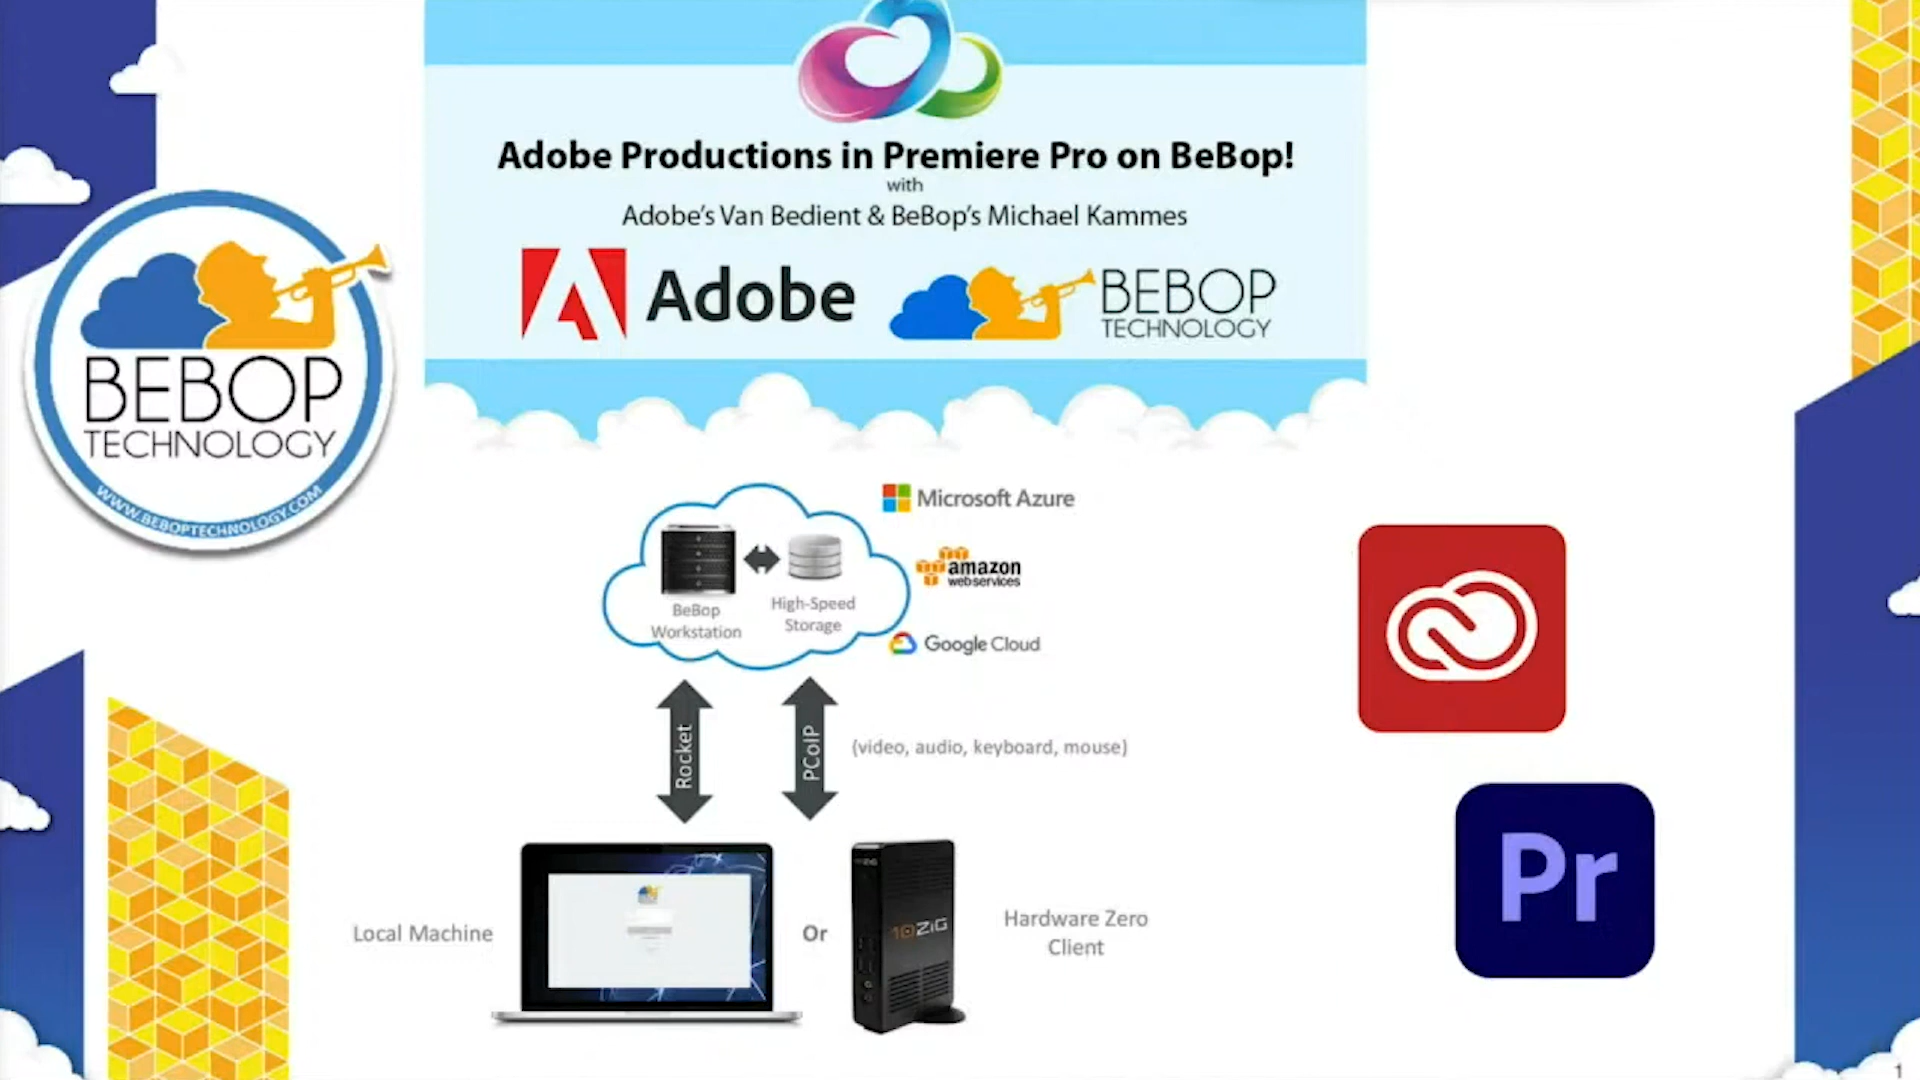 Adobe Productions in Premiere Pro on BeBop!
with
Adobe's Van Bedient & BeBop's Michael Kammes
Adobe
BEBOP
TECHNOLOGY
BEBOP
TECHNOLOGY
WWW.BEBOPTECHNOLOGY.COM
Microsoft Azure
amazon
webservices
Google Cloud
BeBop
Workstation
High-Speed
Storage
Rocket
PCoIP
(video, audio, keyboard, mouse)
Local Machine
Or
10ZiG
Hardware Zero
Client
Pr
1